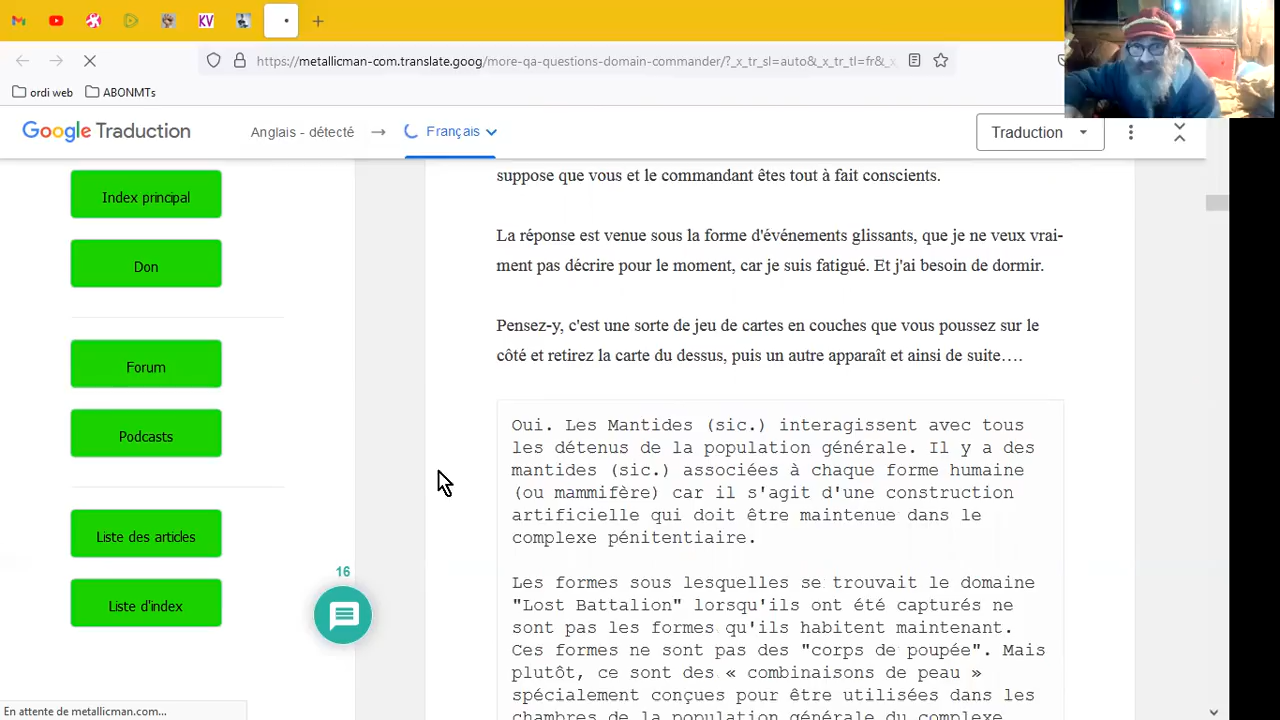 KV
https://metallicman-com.translate.goog/more-qa-questions-domain-commander/?_x_tr_sl=auto&_x_tr_tl=fr&_x_
ordi web
ABONMTs
Google Traduction
Anglais - détecté
Français
Traduction
Index principal
Don
Forum
Podcasts
Liste des articles
Liste d'index
16
suppose que vous et le commandant êtes tout à fait conscients.
La réponse est venue sous la forme d'événements glissants, que je ne veux vrai-
ment pas décrire pour le moment, car je suis fatigué. Et j'ai besoin de dormir.
Pensez-y, c'est une sorte de jeu de cartes en couches que vous poussez sur le
côté et retirez la carte du dessus, puis un autre apparaît et ainsi de suite….
Oui. Les Mantides (sic.) interagissent avec tous
les détenus de la population générale. Il y a des
mantides (sic.) associées à chaque forme humaine
(ou mammifère) car il s'agit d'une construction
artificielle qui doit être maintenue dans le
complexe pénitentiaire.
Les formes sous lesquelles se trouvait le domaine
"Lost Battalion" lorsqu'ils ont été capturés ne
sont pas les formes qu'ils habitent maintenant.
Ces formes ne sont pas des "corps de poupée". Mais
plutôt, ce sont des « combinaisons de peau »
spécialement conçues pour être utilisées dans les
chambres de la population générale du complexe
En attente de metallicman.com...